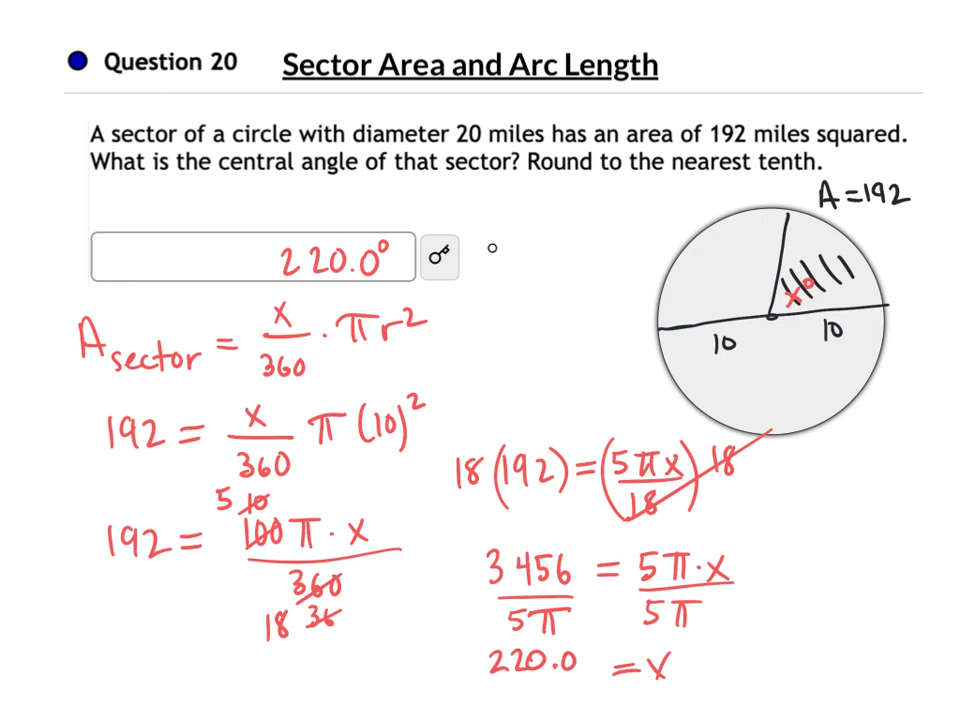 Question 20 Sector Area and Arc Length
A sector of a circle with diameter 20 miles has an area of 192 miles squared.
What is the central angle of that sector? Round to the nearest tenth.
A = 192
220.0° °
x°
10 10
A sector = x/360 · πr²
192 = x/360 π(10)²
5 10
192 = 100π · x / 360
18 36
18(192) = (5πx/18) 18
3456/5π = 5π·x/5π
220.0 = x